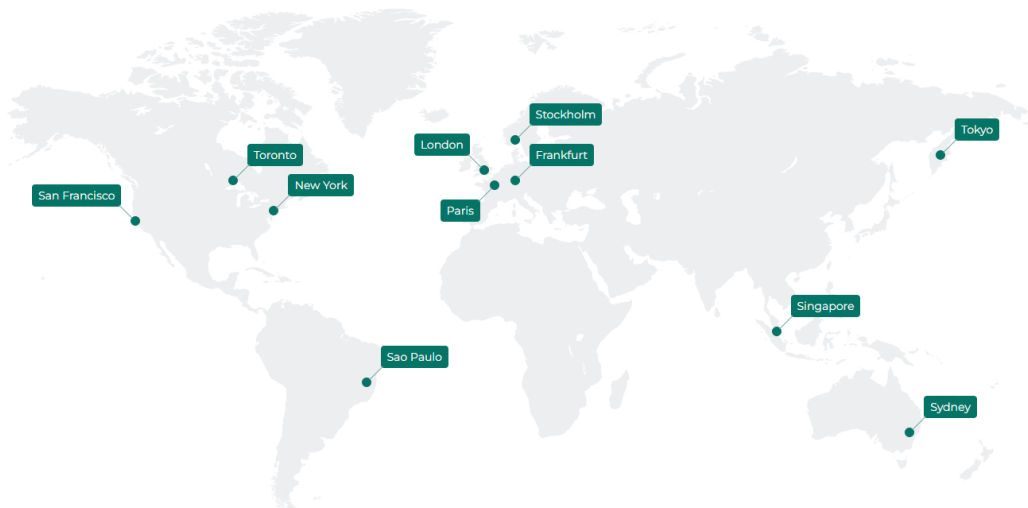 Stockholm
Tokyo
London
Toronto
Frankfurt
New York
San Francisco
Paris
Singapore
Sao Paulo
Sydney